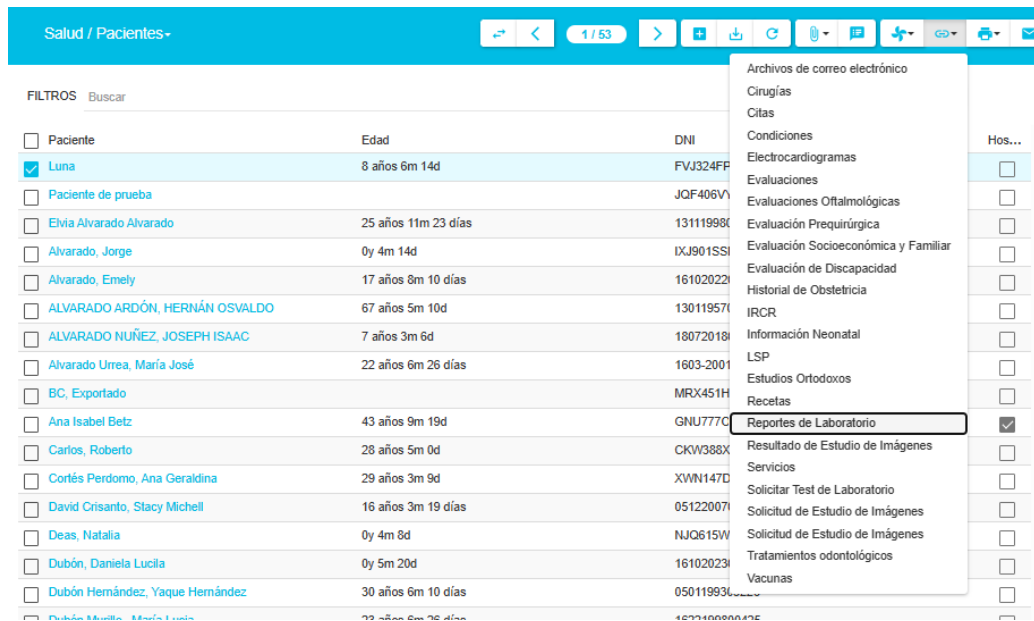 Salud / Pacientes
1 / 53
FILTROS Buscar
Paciente Edad DNI Hos...
Luna 8 años 6m 14d
Paciente de prueba
Elvia Alvarado Alvarado 25 años 11m 23 días
Alvarado, Jorge 0y 4m 14d
Alvarado, Emely 17 años 8m 10 días
ALVARADO ARDÓN, HERNÁN OSVALDO 67 años 5m 10d
ALVARADO NUÑEZ, JOSEPH ISAAC 7 años 3m 6d
Alvarado Urrea, María José 22 años 6m 26 días 1603-2001
BC, Exportado
Ana Isabel Betz 43 años 9m 19d
Carlos, Roberto 28 años 5m 0d
Cortés Perdomo, Ana Geraldina 29 años 3m 9d
David Crisanto, Stacy Michell 16 años 3m 19 días
Deas, Natalia 0y 4m 8d
Dubón, Daniela Lucila 0y 5m 20d
Dubón Hernández, Yaque Hernández 30 años 6m 10 días
Archivos de correo electrónico
Cirugías
Citas
Condiciones
Electrocardiogramas
Evaluaciones
Evaluaciones Oftalmológicas
Evaluación Prequirúrgica
Evaluación Socioeconómica y Familiar
Evaluación de Discapacidad
Historial de Obstetricia
IRCR
Información Neonatal
LSP
Estudios Ortodoxos
Recetas
Reportes de Laboratorio
Resultado de Estudio de Imágenes
Servicios
Solicitar Test de Laboratorio
Solicitud de Estudio de Imágenes
Solicitud de Estudio de Imágenes
Tratamientos odontológicos
Vacunas